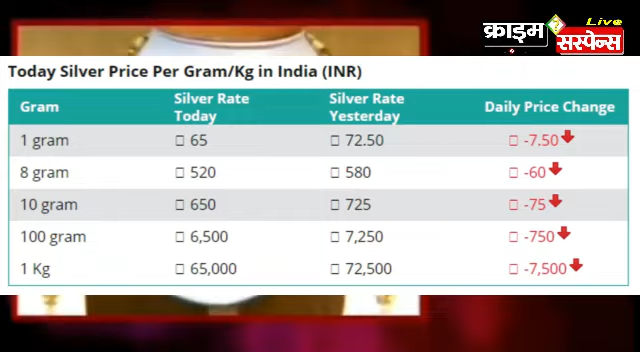 क्राइम
Live
सस्पेन्स
Today Silver Price Per Gram/Kg in India (INR)
Gram Silver Rate Today Silver Rate Yesterday Daily Price Change
1 gram 65 72.50 -7.50
8 gram 520 580 -60
10 gram 650 725 -75
100 gram 6,500 7,250 -750
1 Kg 65,000 72,500 -7,500